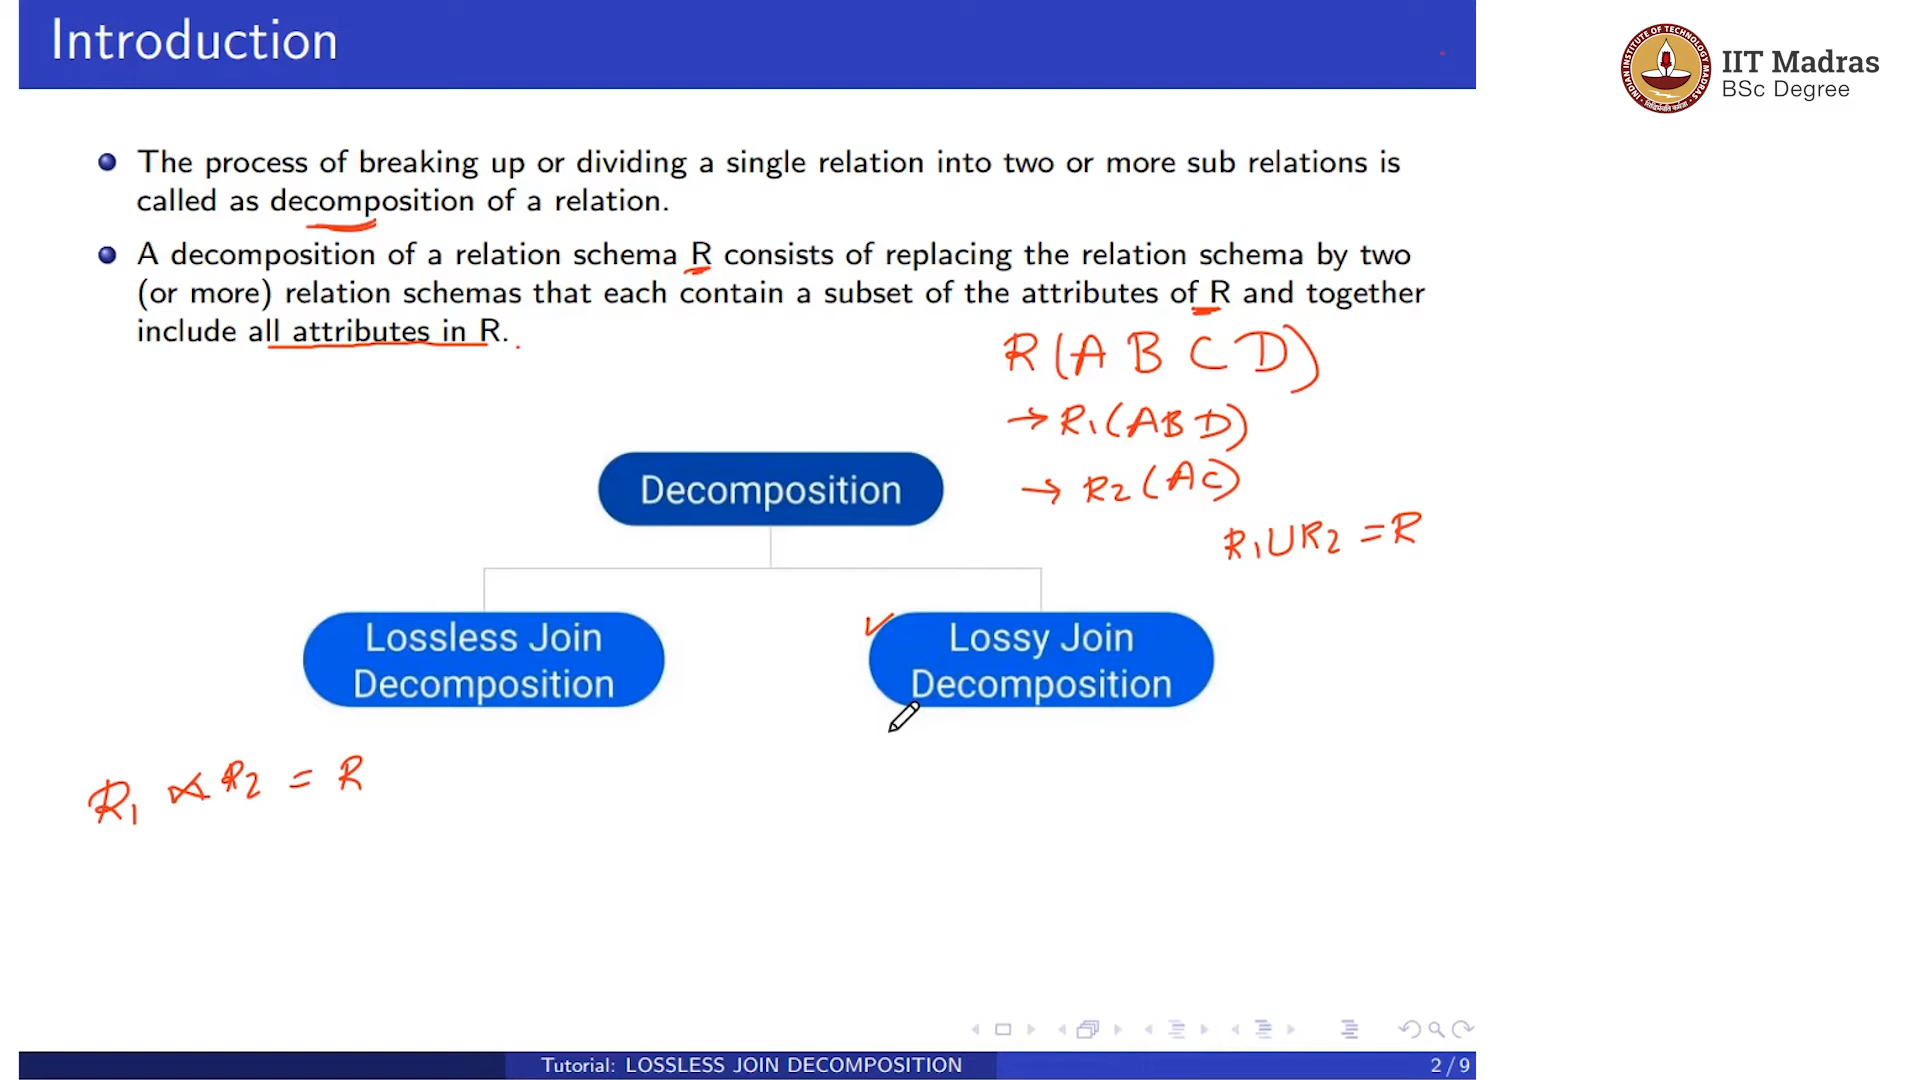 Introduction
IIT Madras
BSc Degree
The process of breaking up or dividing a single relation into two or more sub relations is
called as decomposition of a relation.
A decomposition of a relation schema R consists of replacing the relation schema by two
(or more) relation schemas that each contain a subset of the attributes of R and together
include all attributes in R.
R(A B C D)
→ R1(ABD)
→ R2(AC)
R1∪R2 = R
Decomposition
Lossless Join
Decomposition
Lossy Join
Decomposition
R1 ⋈ R2 = R
Tutorial: LOSSLESS JOIN DECOMPOSITION
2 / 9